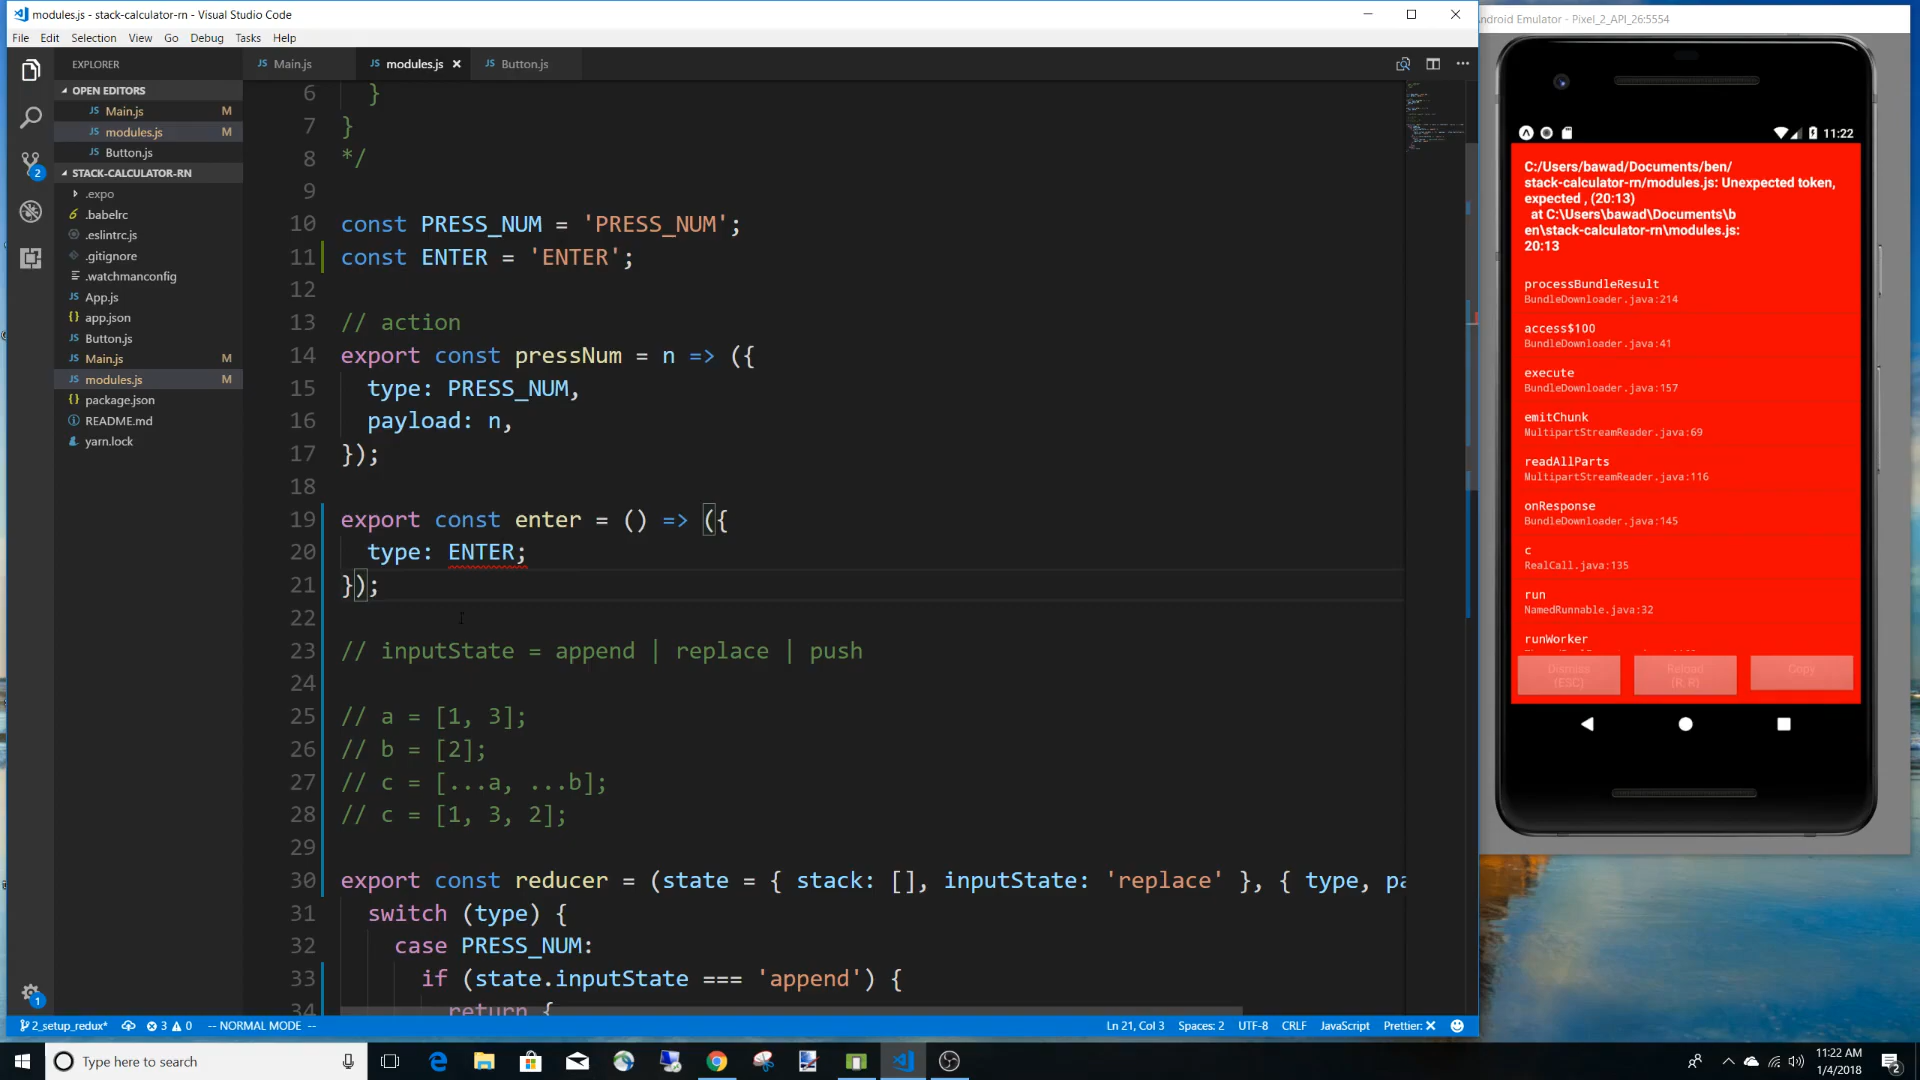 modules.js - stack-calculator-rn - Visual Studio Code
File Edit Selection View Go Debug Tasks Help
EXPLORER
OPEN EDITORS
JS Main.js M
JS modules.js M
JS Button.js
STACK-CALCULATOR-RN
.expo
.babelrc
.eslintrc.js
.gitignore
.watchmanconfig
JS App.js
{} app.json
JS Button.js
JS Main.js M
JS modules.js M
{} package.json
README.md
yarn.lock
2
1
JS Main.js
JS modules.js
JS Button.js
6 }
7 }
8 */
9
10 const PRESS_NUM = 'PRESS_NUM';
11 const ENTER = 'ENTER';
12
13 // action
14 export const pressNum = n => ({
15 type: PRESS_NUM,
16 payload: n,
17 });
18
19 export const enter = () => ({
20 type: ENTER;
21 });
22
23 // inputState = append | replace | push
24
25 // a = [1, 3];
26 // b = [2];
27 // c = [...a, ...b];
28 // c = [1, 3, 2];
29
30 export const reducer = (state = { stack: [], inputState: 'replace' }, { type, pa
31 switch (type) {
32 case PRESS_NUM:
33 if (state.inputState === 'append') {
34 return {
2_setup_redux* 3 0 -- NORMAL MODE --
Ln 21, Col 3 Spaces: 2 UTF-8 CRLF JavaScript Prettier: ✕
ndroid Emulator - Pixel_2_API_26:5554
11:22
C:/Users/bawad/Documents/ben/
stack-calculator-rn/modules.js: Unexpected token,
expected , (20:13)
at C:\Users\bawad\Documents\b
en\stack-calculator-rn\modules.js:
20:13
processBundleResult
BundleDownloader.java:214
access$100
BundleDownloader.java:41
execute
BundleDownloader.java:157
emitChunk
MultipartStreamReader.java:69
readAllParts
MultipartStreamReader.java:116
onResponse
BundleDownloader.java:145
c
RealCall.java:135
run
NamedRunnable.java:32
runWorker
Dismiss
(ESC)
Reload
(R, R)
Copy
Type here to search
11:22 AM
1/4/2018
2